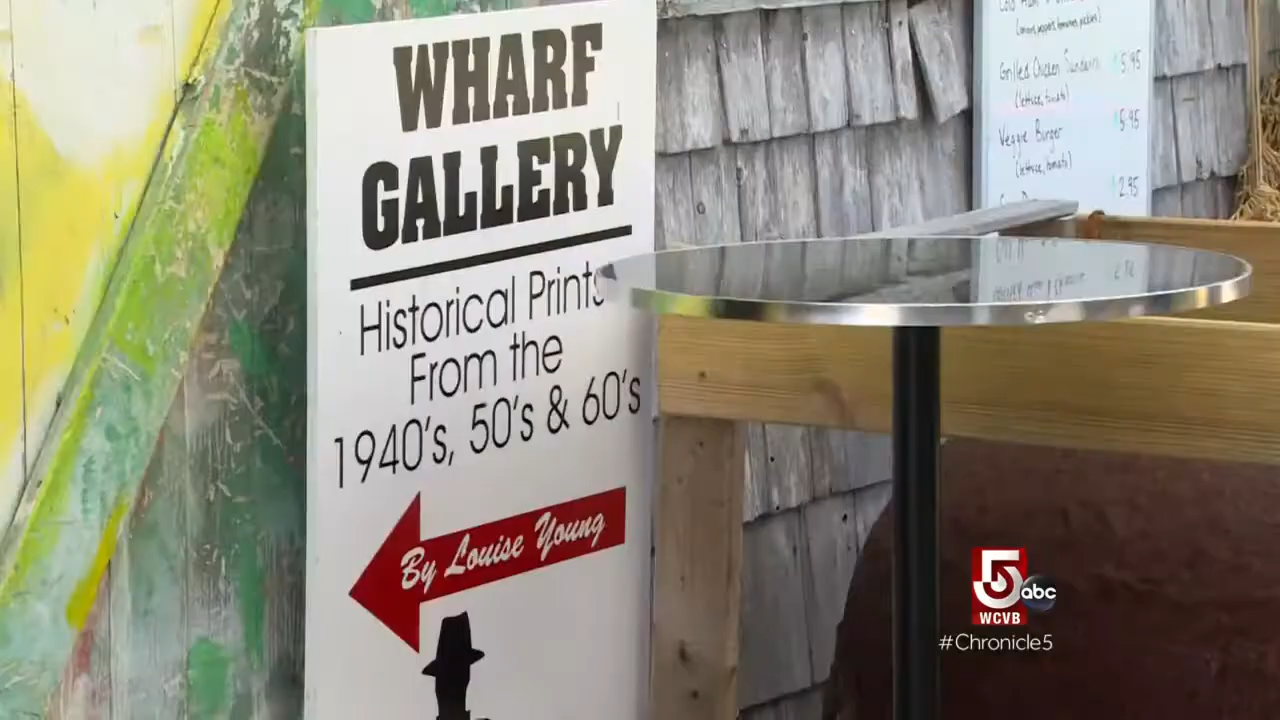 WHARF
GALLERY
Historical Prints
From the
1940's, 50's & 60's
By Louise Young
Grilled Chicken Sandwich $5.95
(lettuce, tomato)
Veggie Burger $5.95
(lettuce, tomato)
$2.95
5 abc
WCVB
#Chronicle5